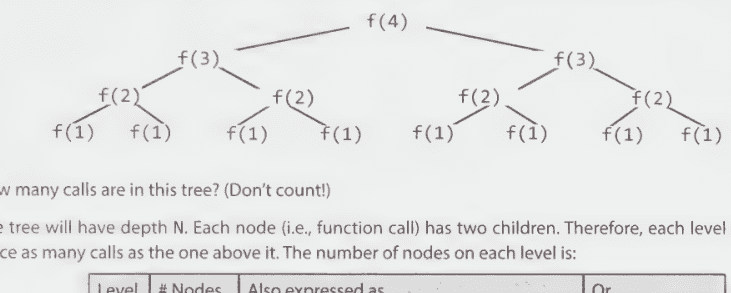 f(4)
f(3) f(3)
f(2) f(2) f(2) f(2)
f(1) f(1) f(1) f(1) f(1) f(1) f(1) f(1)
w many calls are in this tree? (Don't count!)
e tree will have depth N. Each node (i.e., function call) has two children. Therefore, each level
ce as many calls as the one above it. The number of nodes on each level is:
Level # Nodes Also expressed as Or